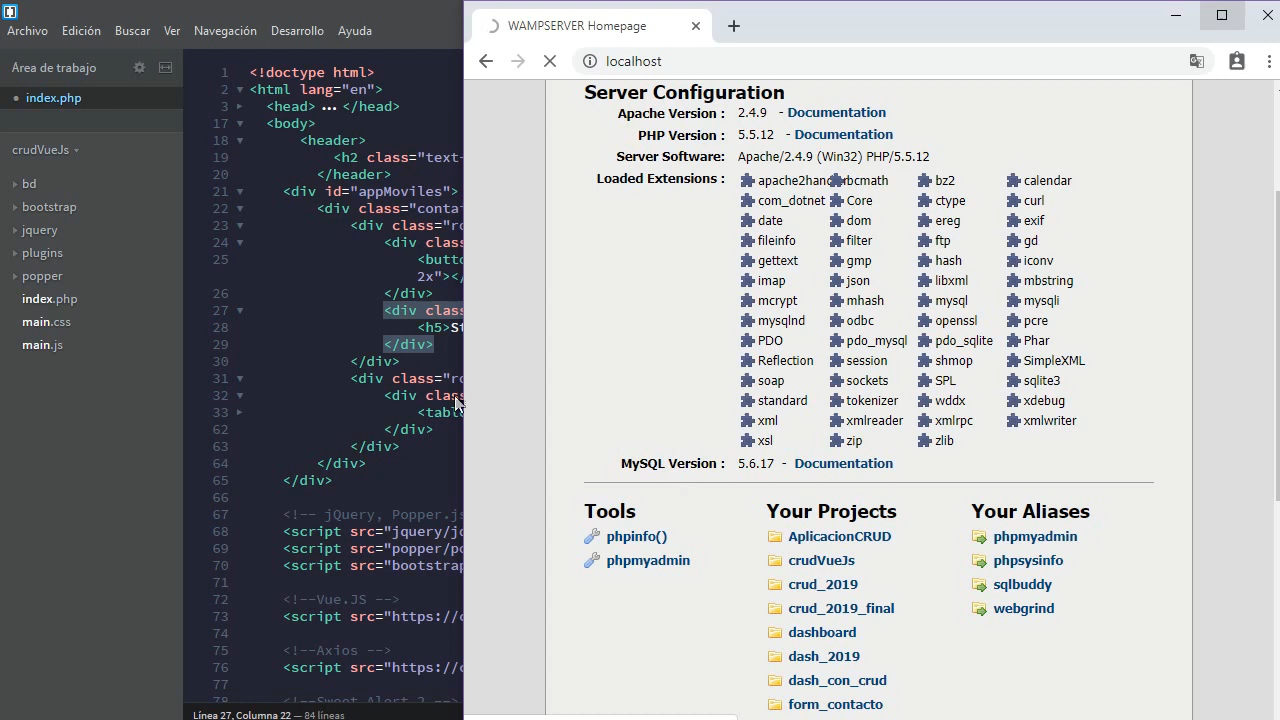 Archivo Edición Buscar Ver Navegación Desarrollo Ayuda
Área de trabajo
index.php
crudVueJs
bd
bootstrap
jquery
plugins
popper
index.php
main.css
main.js
1 <!doctype html>
2 <html lang="en">
3 <head> ... </head>
17 <body>
18 <header>
19 <h2 class="text-
20 </header>
21 <div id="appMoviles">
22 <div class="conta
23 <div class="ro
24 <div class
25 <butto
2x"></
26 </div>
27 <div class
28 <h5>St
29 </div>
30 </div>
31 <div class="ro
32 <div class
33 <table
62 </div>
63 </div>
64 </div>
65 </div>
66
67 <!-- jQuery, Popper.js
68 <script src="jquery/jq
69 <script src="popper/po
70 <script src="bootstrap
71
72 <!--Vue.JS -->
73 <script src="https://c
74
75 <!--Axios -->
76 <script src="https://c
77
78 <!--Sweet Alert 2 -->
Línea 27, Columna 22 — 84 líneas
WAMPSERVER Homepage
localhost
Server Configuration
Apache Version : 2.4.9 - Documentation
PHP Version : 5.5.12 - Documentation
Server Software: Apache/2.4.9 (Win32) PHP/5.5.12
Loaded Extensions : apache2handler bcmath bz2 calendar
com_dotnet Core ctype curl
date dom ereg exif
fileinfo filter ftp gd
gettext gmp hash iconv
imap json libxml mbstring
mcrypt mhash mysql mysqli
mysqlnd odbc openssl pcre
PDO pdo_mysql pdo_sqlite Phar
Reflection session shmop SimpleXML
soap sockets SPL sqlite3
standard tokenizer wddx xdebug
xml xmlreader xmlrpc xmlwriter
xsl zip zlib
MySQL Version : 5.6.17 - Documentation
Tools
phpinfo()
phpmyadmin
Your Projects
AplicacionCRUD
crudVueJs
crud_2019
crud_2019_final
dashboard
dash_2019
dash_con_crud
form_contacto
Your Aliases
phpmyadmin
phpsysinfo
sqlbuddy
webgrind